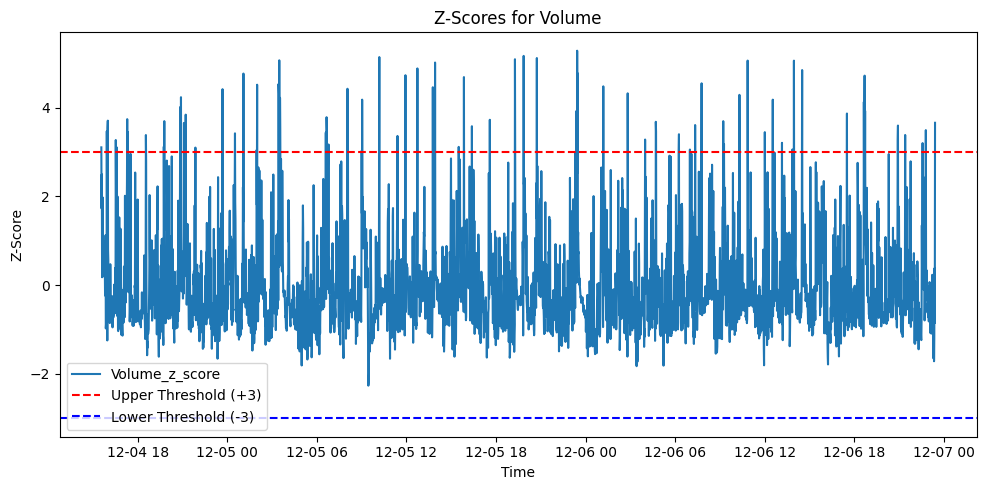 Z-Scores for Volume
Z-Score
4
2
0
−2
Volume_z_score
Upper Threshold (+3)
Lower Threshold (-3)
12-04 18
12-05 00
12-05 06
12-05 12
12-05 18
12-06 00
12-06 06
12-06 12
12-06 18
12-07 00
Time